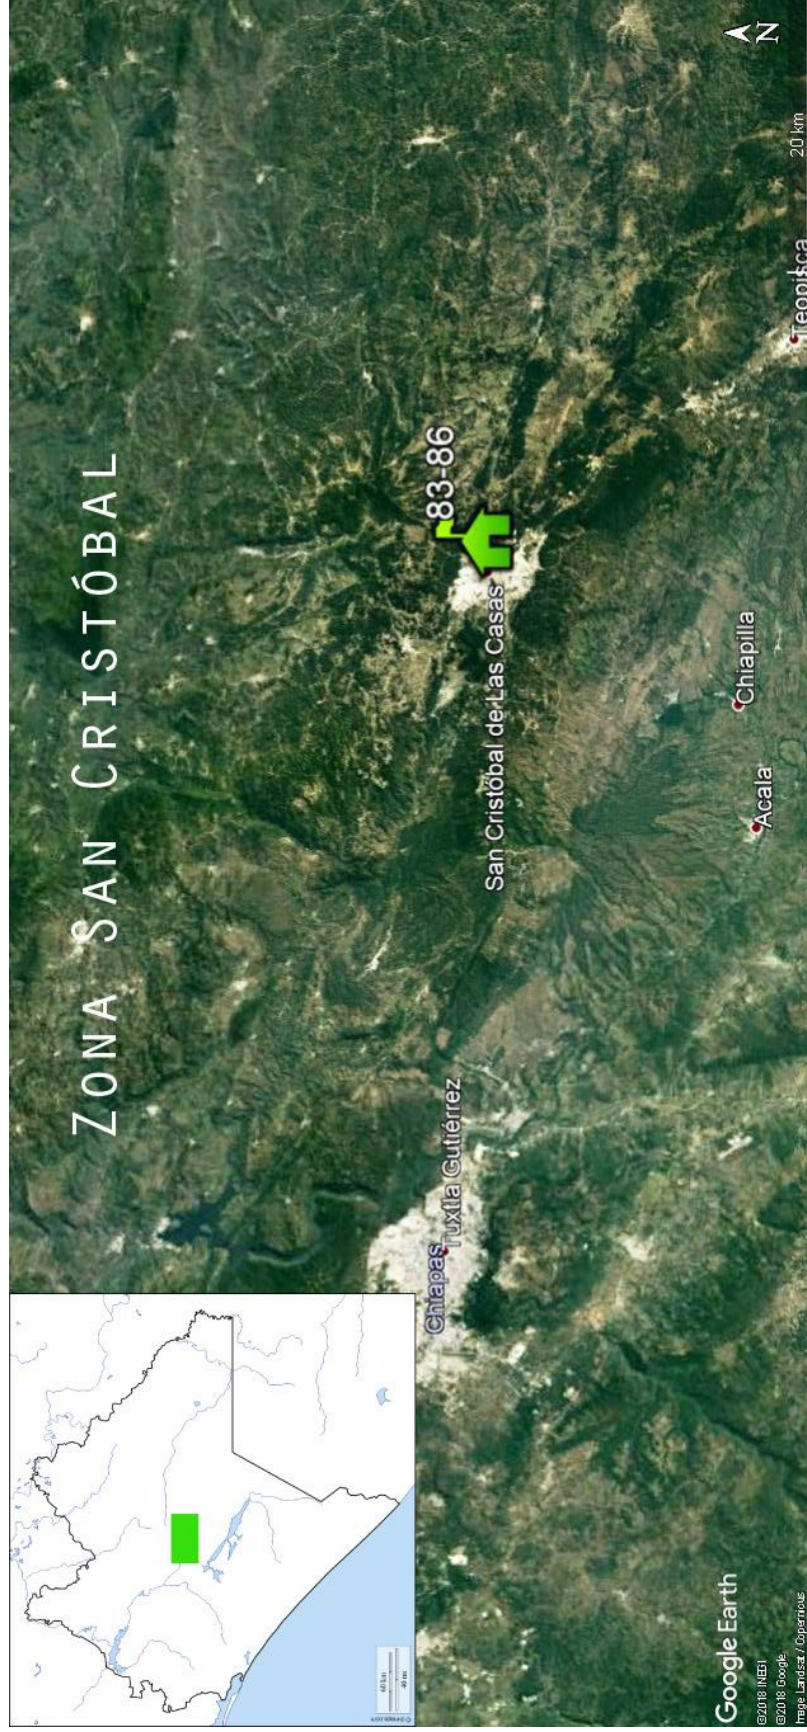 ZONA SAN CRISTÓBAL
N
83-86
San Cristóbal de Las Casas
Chiapas
Tuxtla Gutiérrez
Chiapilla
Acala
Teopisca
20 km
Google Earth
©2018 INEGI
©2018 Google
Image Landsat / Copernicus